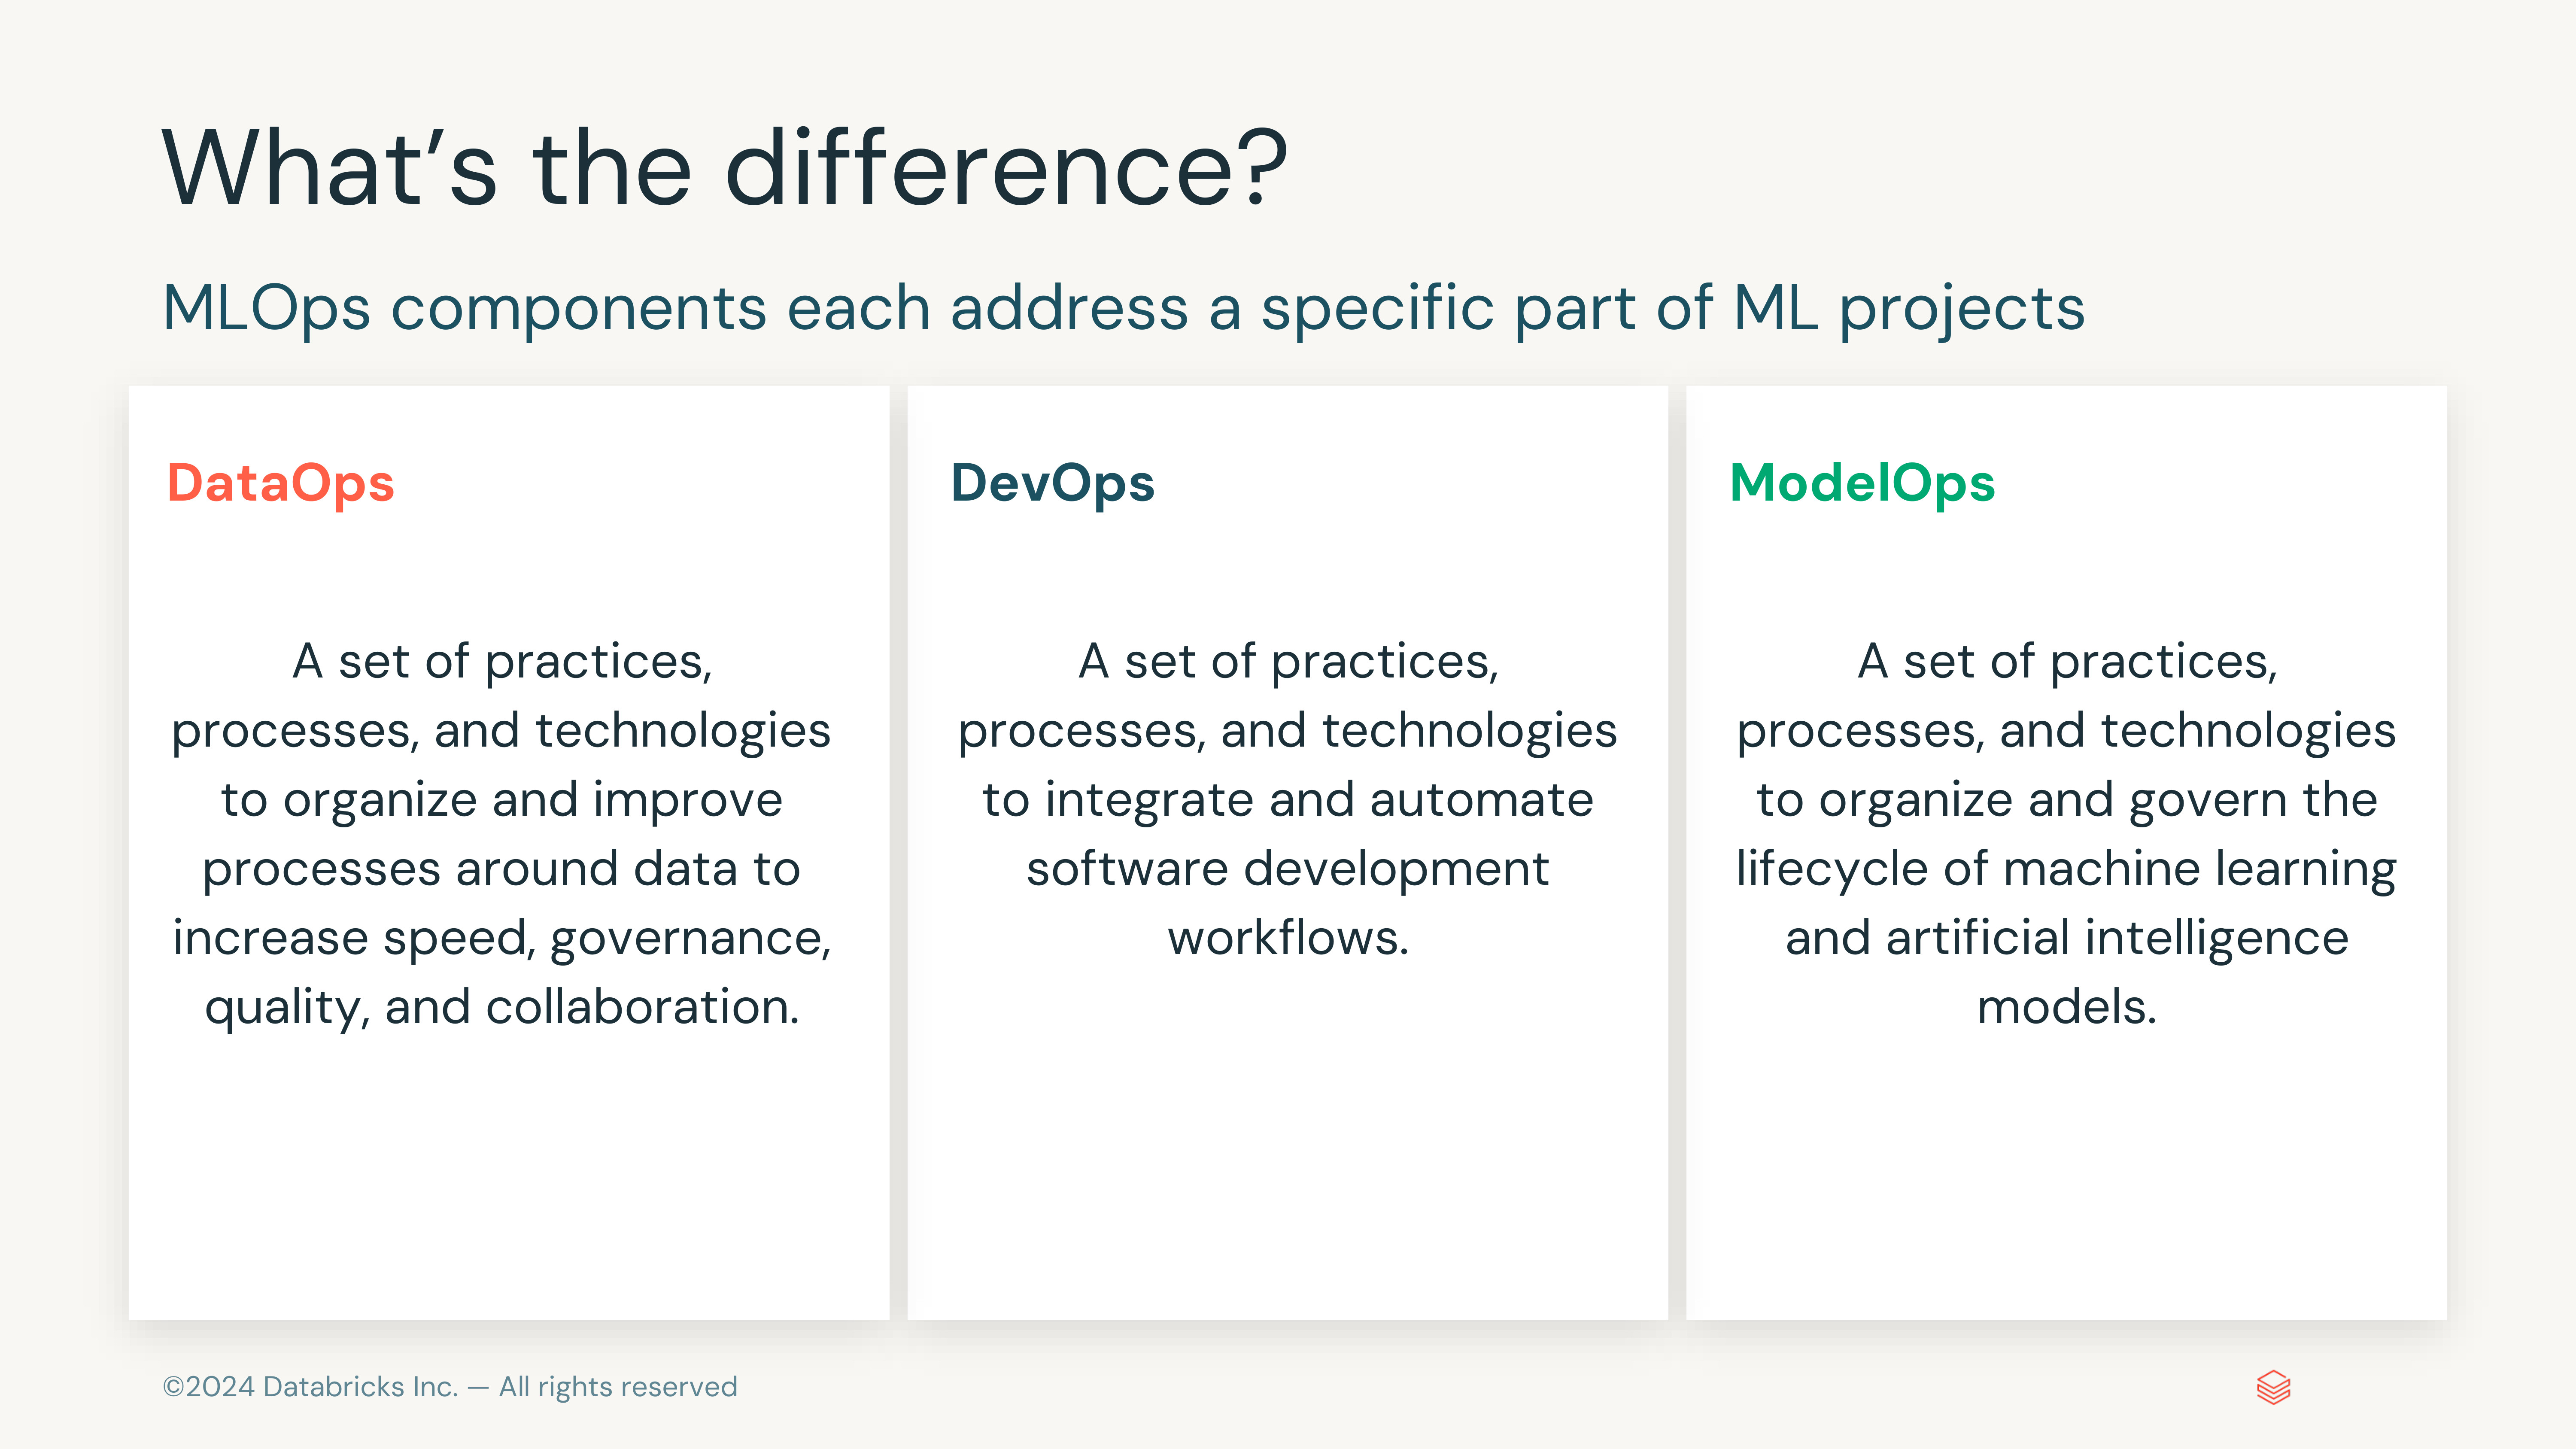 What’s the difference?
MLOps components each address a specific part of ML projects
DataOps
A set of practices,
processes, and technologies
to organize and improve
processes around data to
increase speed, governance,
quality, and collaboration.
DevOps
A set of practices,
processes, and technologies
to integrate and automate
software development
workflows.
ModelOps
A set of practices,
processes, and technologies
to organize and govern the
lifecycle of machine learning
and artificial intelligence
models.
©2024 Databricks Inc. — All rights reserved